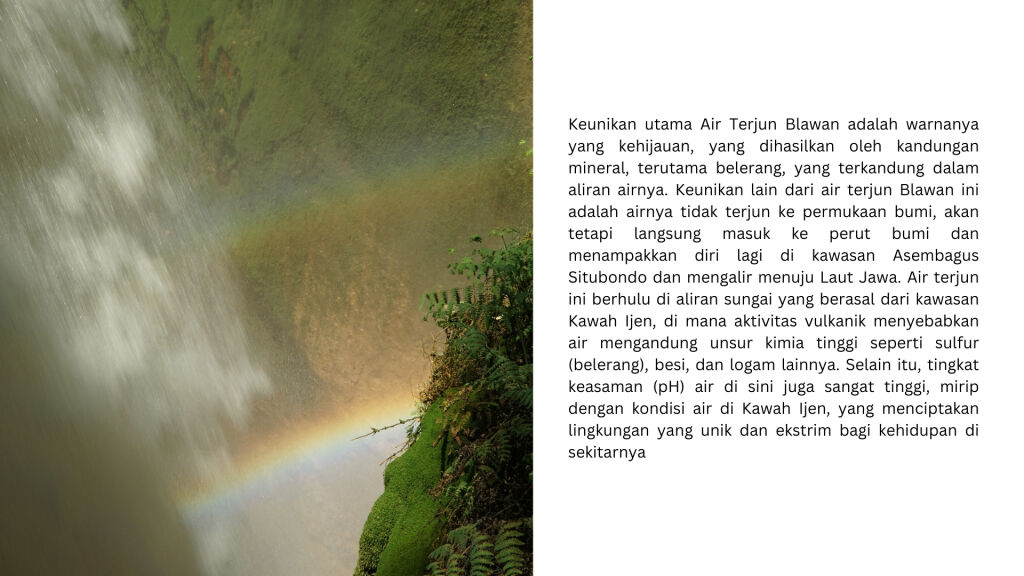 Keunikan utama Air Terjun Blawan adalah warnanya
yang kehijauan, yang dihasilkan oleh kandungan
mineral, terutama belerang, yang terkandung dalam
aliran airnya. Keunikan lain dari air terjun Blawan ini
adalah airnya tidak terjun ke permukaan bumi, akan
tetapi langsung masuk ke perut bumi dan
menampakkan diri lagi di kawasan Asembagus
Situbondo dan mengalir menuju Laut Jawa. Air terjun
ini berhulu di aliran sungai yang berasal dari kawasan
Kawah Ijen, di mana aktivitas vulkanik menyebabkan
air mengandung unsur kimia tinggi seperti sulfur
(belerang), besi, dan logam lainnya. Selain itu, tingkat
keasaman (pH) air di sini juga sangat tinggi, mirip
dengan kondisi air di Kawah Ijen, yang menciptakan
lingkungan yang unik dan ekstrim bagi kehidupan di
sekitarnya